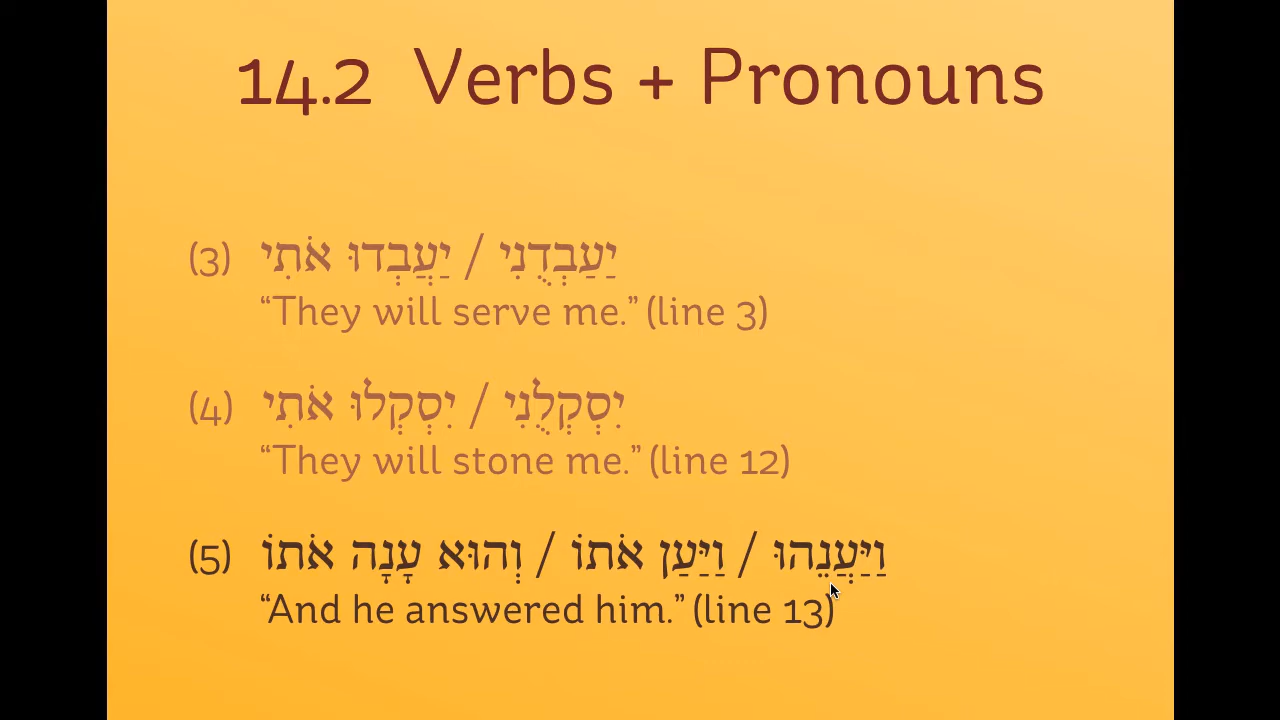 14.2 Verbs + Pronouns
(3) יַעַבְדֻנִי / יַעֲבְדוּ אֹתִי
“They will serve me.” (line 3)
(4) יִסְקְלֻנִי / יִסְקְלוּ אֹתִי
“They will stone me.” (line 12)
(5) וַיַּעֲנֵהוּ / וַיַּעַן אֹתוֹ / וְהוּא עָנָה אֹתוֹ
“And he answered him.” (line 13)